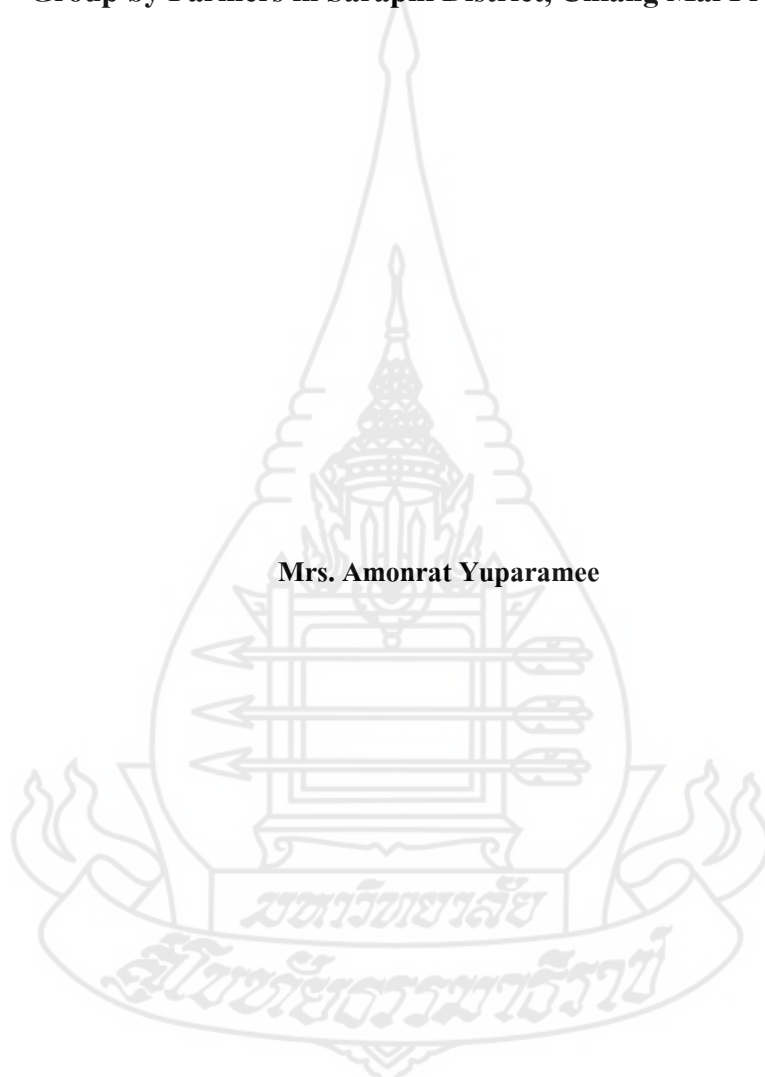 Group by Farmers in Saraphi District, Chiang Mai
Mrs. Amonrat Yuparamee
มหาวิทยาลัย
สุโขทัยธรรมาธิราช